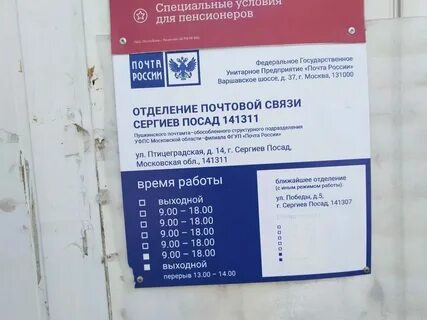 Специальные условия
для пенсионеров
ПОЧТА
РОССИИ
Федеральное Государственное
Унитарное Предприятие «Почта России»
Варшавское шоссе, д. 37, г. Москва, 131000
ОТДЕЛЕНИЕ ПОЧТОВОЙ СВЯЗИ
СЕРГИЕВ ПОСАД 141311
Пушкинского почтамта-обособленного структурного подразделения
УФПС Московской области-филиала ФГУП «Почта России»
ул. Птицеградская, д. 14, г. Сергиев Посад,
Московская обл., 141311
время работы
выходной
9.00 – 18.00
9.00 – 18.00
9.00 – 18.00
9.00 – 18.00
9.00 – 18.00
выходной
перерыв 13.00 – 14.00
ближайшее отделение
(с иным режимом работы):
ул. Победы, д.5,
г. Сергиев Посад, 141307